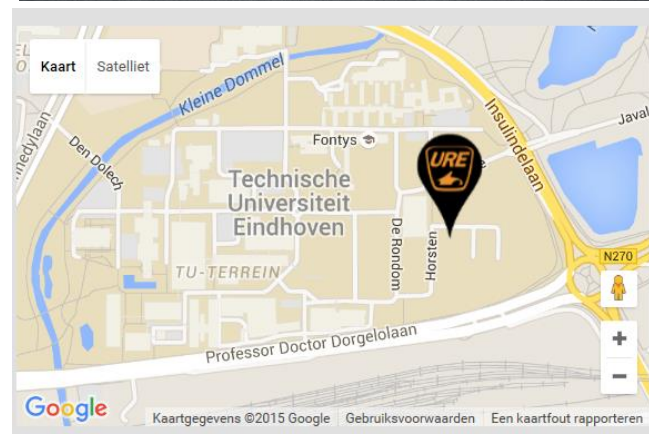 Kaart Satelliet
Kleine Dommel
Insulindelaan
Fontys
URE
Den Dolech
Technische
Universiteit
Eindhoven
De Rondom
Horsten
TU-TERREIN
N270
Professor Doctor Dorgelolaan
Google
Kaartgegevens ©2015 Google Gebruiksvoorwaarden Een kaartfout rapporteren